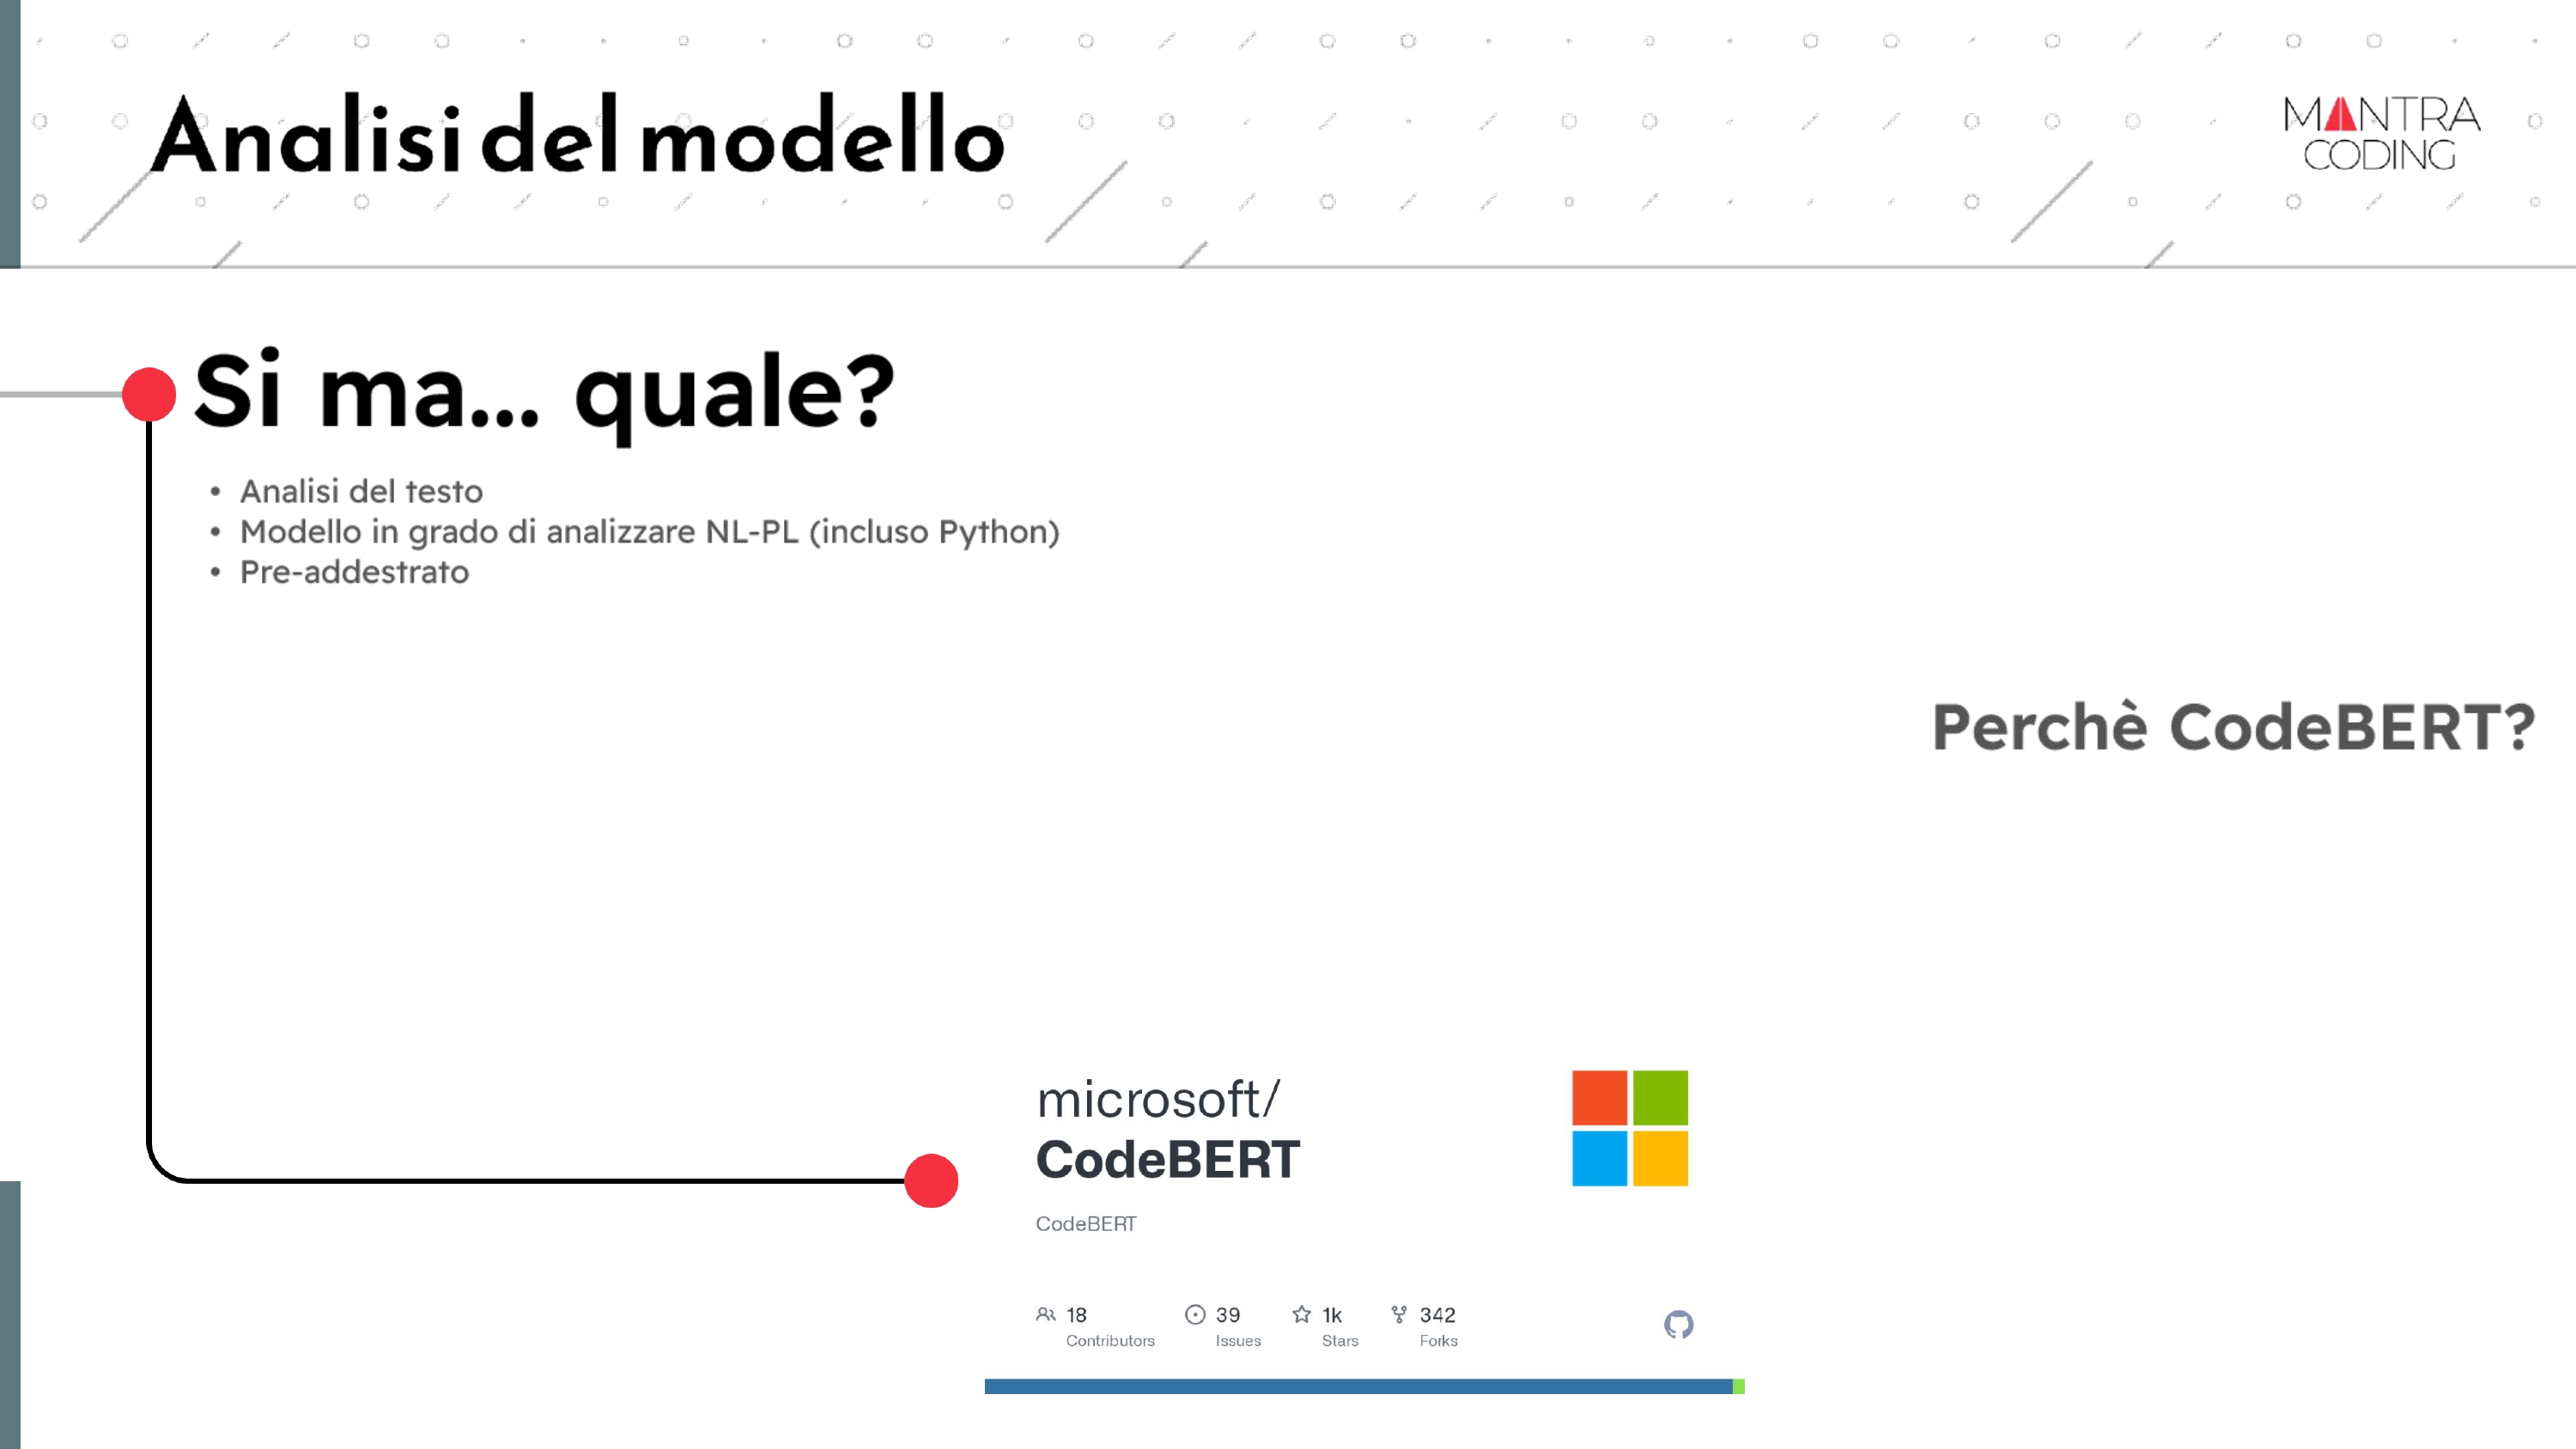 Analisi del modello
MANTRA
CODING
Si ma... quale?
• Analisi del testo
• Modello in grado di analizzare NL-PL (incluso Python)
• Pre-addestrato
Perchè CodeBERT?
microsoft/
CodeBERT
CodeBERT
18 39 1k 342
Contributors Issues Stars Forks